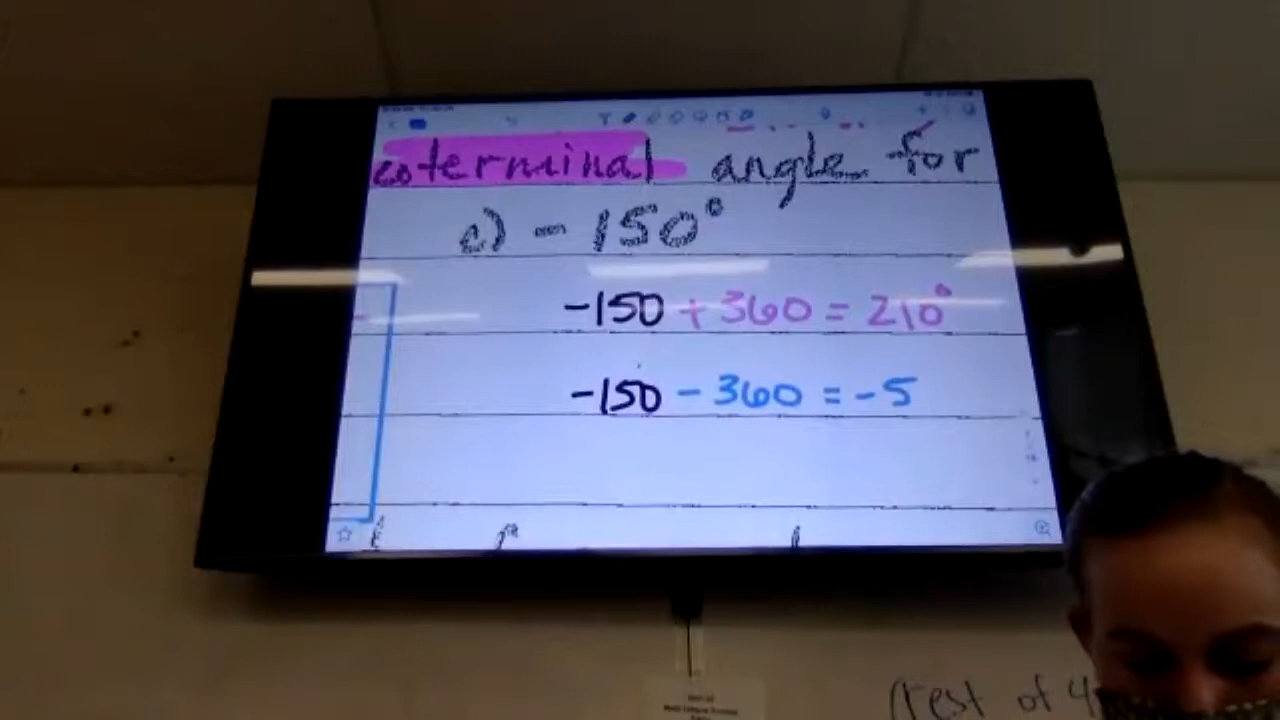 coterminal angle for
c) -150°
-150 + 360 = 210°
-150 - 360 = -5
(rest of 4